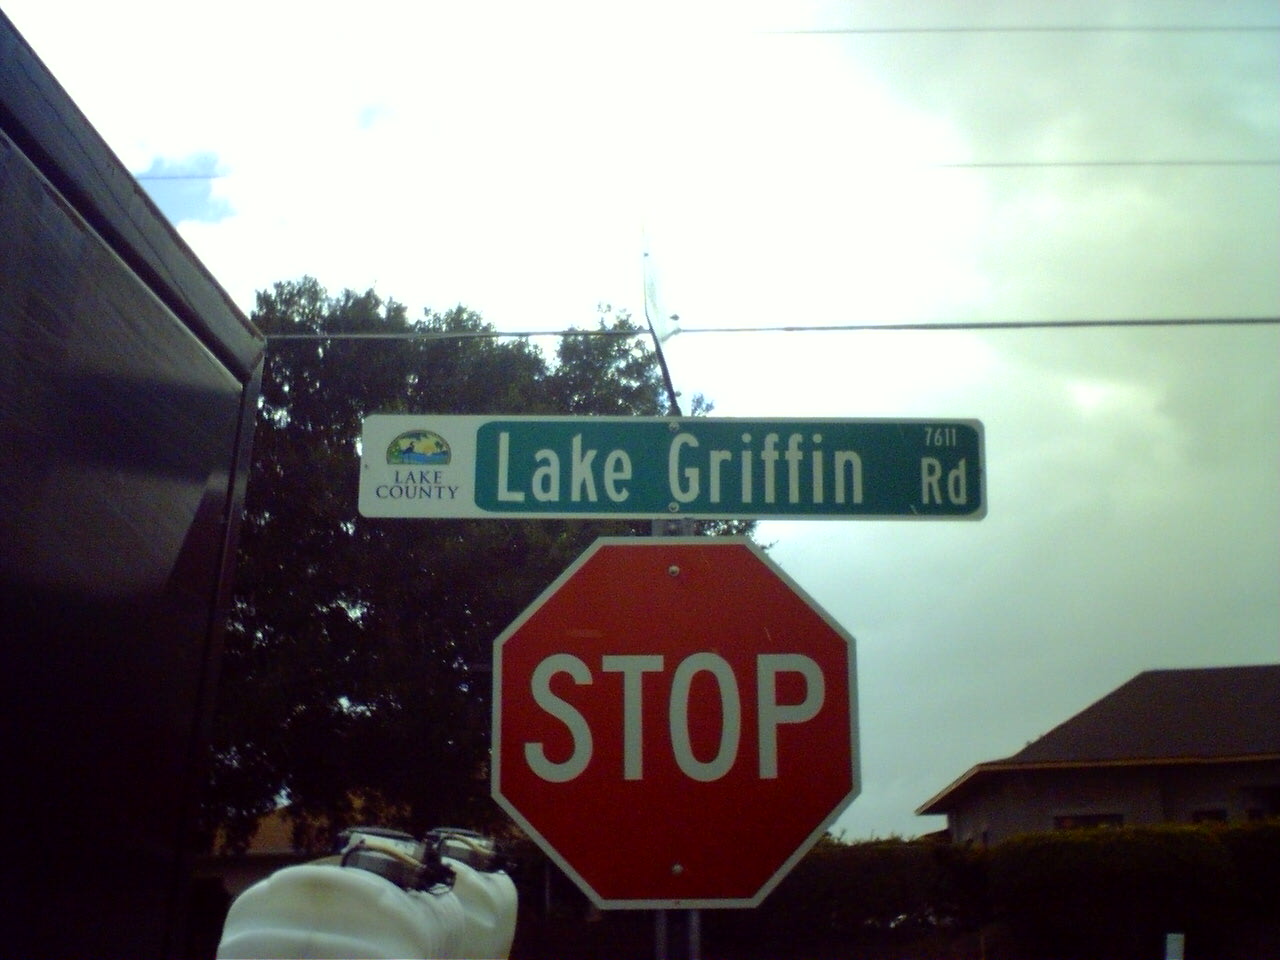 LAKE
COUNTY
Lake Griffin Rd
7611
STOP